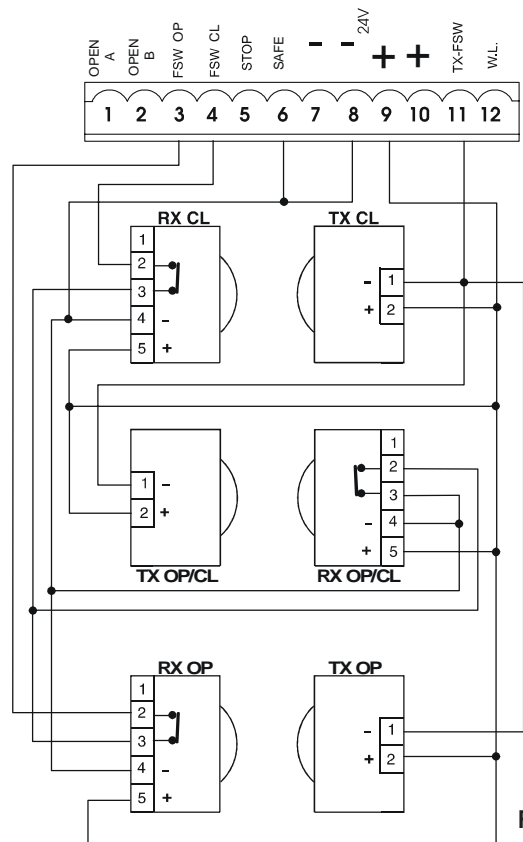 OPEN A
OPEN B
FSW OP
FSW CL
STOP
SAFE
-
-
24V
+
+
TX-FSW
W.L.
1 2 3 4 5 6 7 8 9 10 11 12
RX CL
1
2
3
4 -
5 +
TX CL
- 1
+ 2
1 -
2 +
TX OP/CL
1
2
3
- 4
+ 5
RX OP/CL
RX OP
1
2
3
4 -
5 +
TX OP
- 1
+ 2